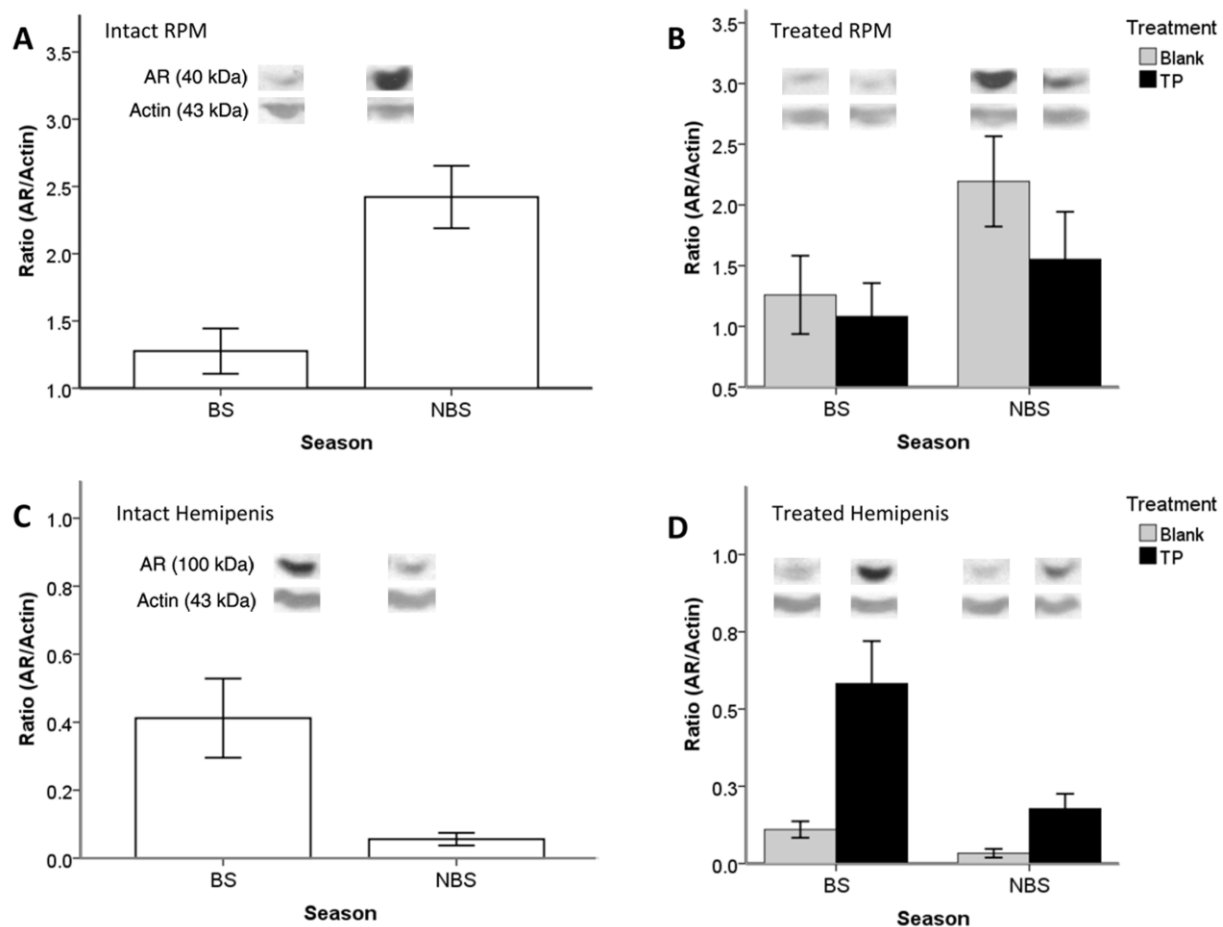 A
Intact RPM
AR (40 kDa)
Actin (43 kDa)
Ratio (AR/Actin)
3.5
3.0
2.5
2.0
1.5
1.0
BS
NBS
Season
B
Treated RPM
Treatment
Blank
TP
Ratio (AR/Actin)
3.5
3.0
2.5
2.0
1.5
1.0
0.5
BS
NBS
Season
C
Intact Hemipenis
AR (100 kDa)
Actin (43 kDa)
Ratio (AR/Actin)
1.0
0.8
0.6
0.4
0.2
0.0
BS
NBS
Season
D
Treated Hemipenis
Treatment
Blank
TP
Ratio (AR/Actin)
1.0
0.8
0.5
0.3
0.0
BS
NBS
Season